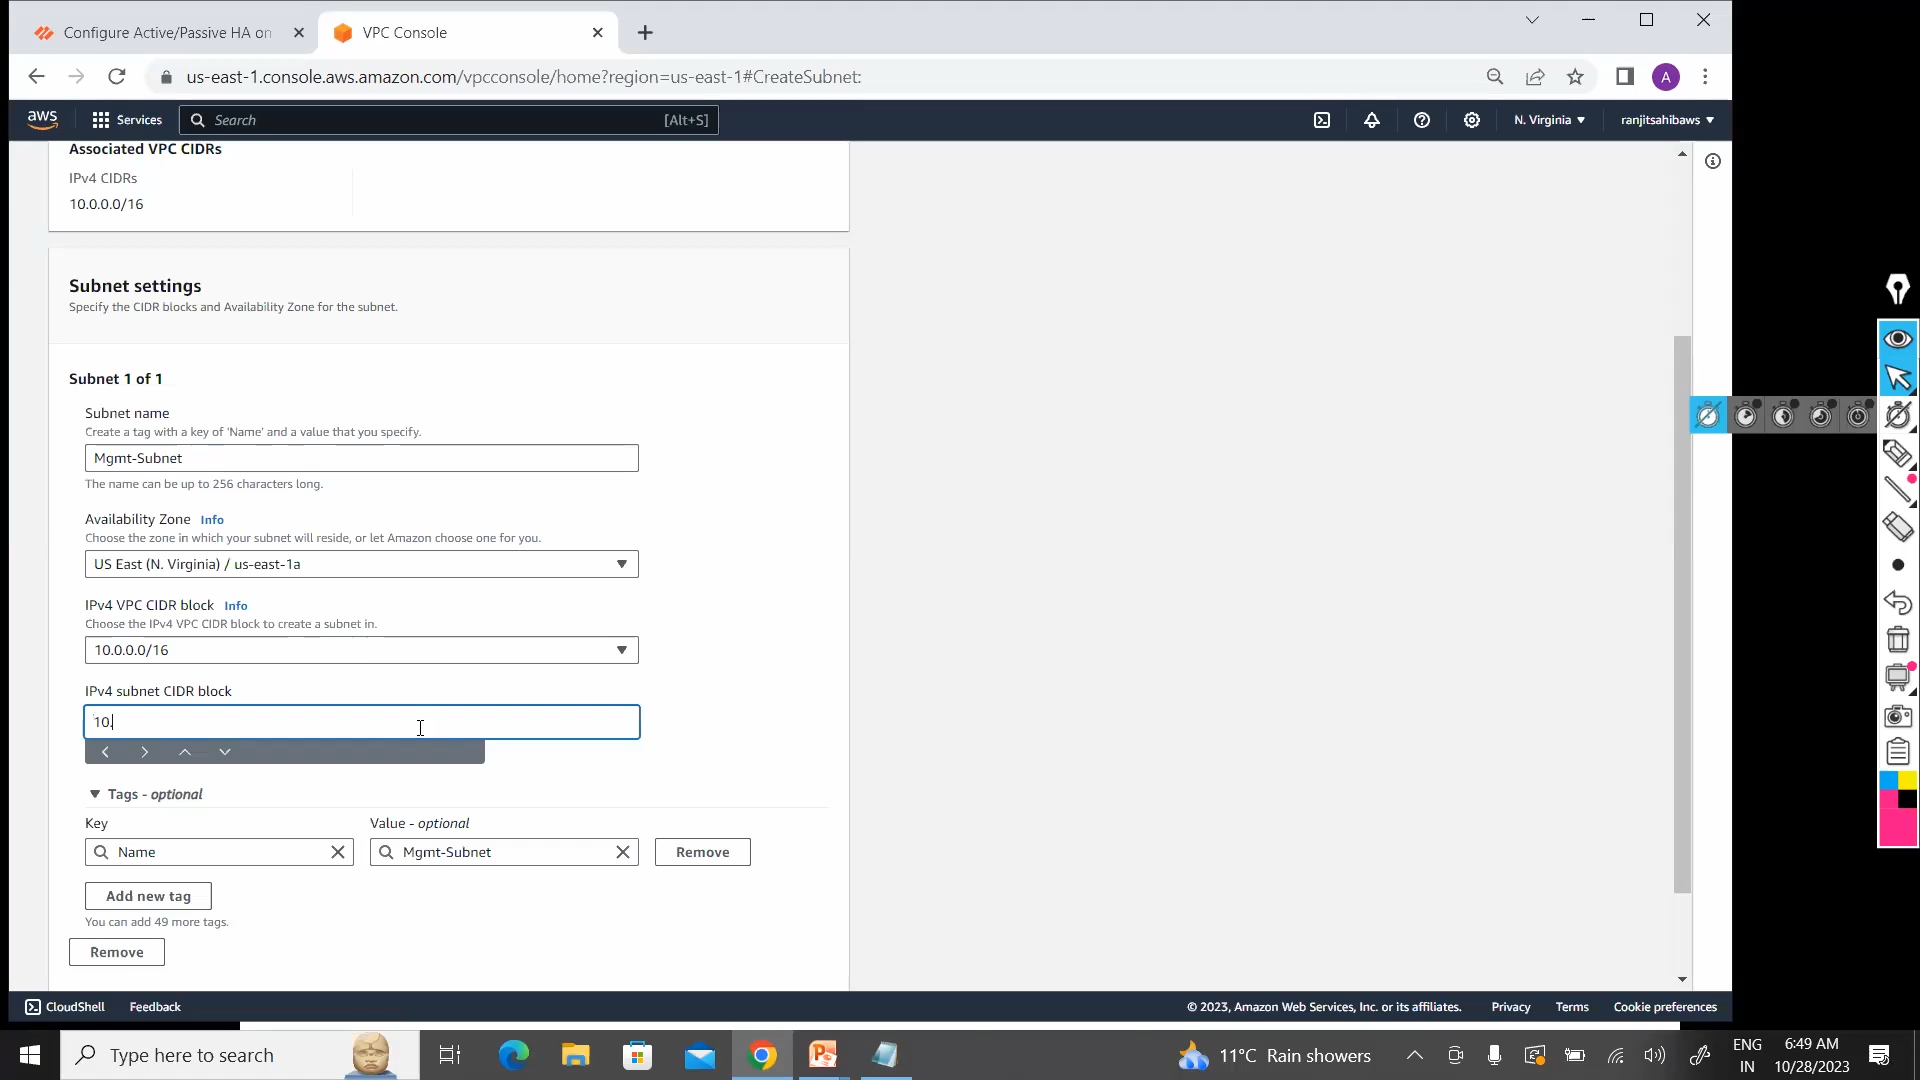 Configure Active/Passive HA on
VPC Console
us-east-1.console.aws.amazon.com/vpcconsole/home?region=us-east-1#CreateSubnet:
A
aws
Services
Search
[Alt+S]
N. Virginia
ranjitsahibaws
Associated VPC CIDRs
IPv4 CIDRs
10.0.0.0/16
Subnet settings
Specify the CIDR blocks and Availability Zone for the subnet.
Subnet 1 of 1
Subnet name
Create a tag with a key of 'Name' and a value that you specify.
Mgmt-Subnet
The name can be up to 256 characters long.
Availability Zone Info
Choose the zone in which your subnet will reside, or let Amazon choose one for you.
US East (N. Virginia) / us-east-1a
IPv4 VPC CIDR block Info
Choose the IPv4 VPC CIDR block to create a subnet in.
10.0.0.0/16
IPv4 subnet CIDR block
10.
Tags - optional
Key Value - optional
Name Mgmt-Subnet Remove
Add new tag
You can add 49 more tags.
Remove
CloudShell Feedback © 2023, Amazon Web Services, Inc. or its affiliates. Privacy Terms Cookie preferences
Type here to search
11°C Rain showers
ENG
IN
6:49 AM
10/28/2023